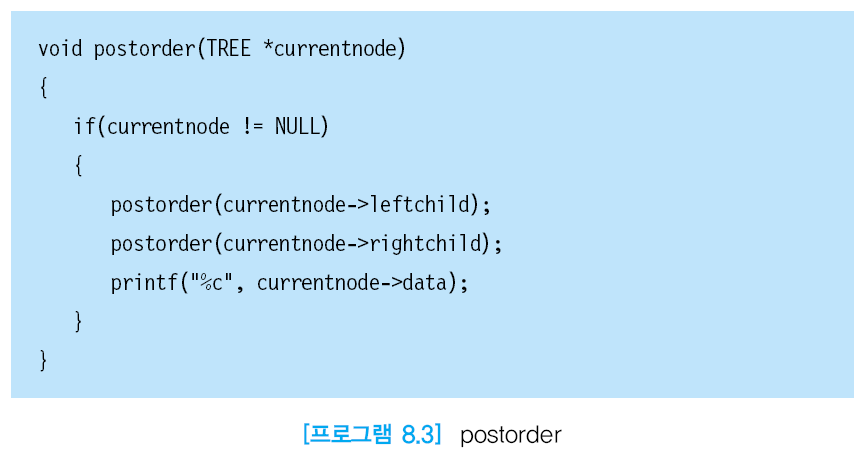 void postorder(TREE *currentnode)
{
if(currentnode != NULL)
{
postorder(currentnode->leftchild);
postorder(currentnode->rightchild);
printf("%c", currentnode->data);
}
}
[프로그램 8.3] postorder